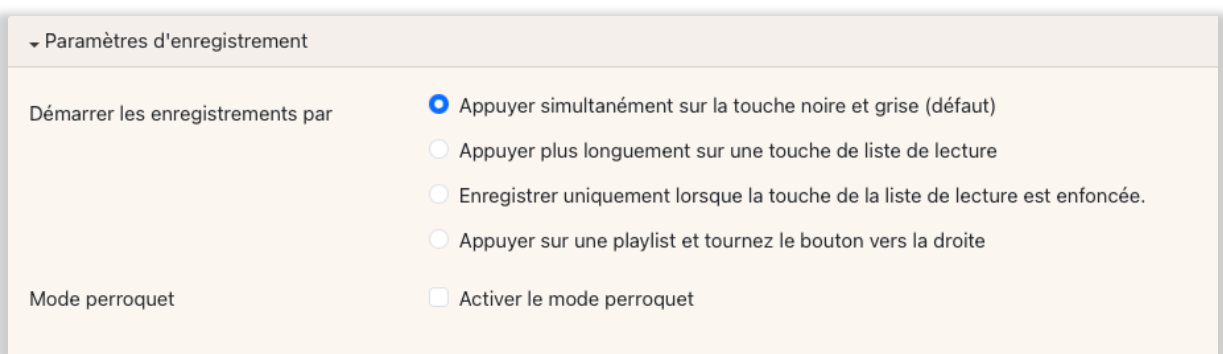 Paramètres d'enregistrement
Démarrer les enregistrements par
Appuyer simultanément sur la touche noire et grise (défaut)
Appuyer plus longuement sur une touche de liste de lecture
Enregistrer uniquement lorsque la touche de la liste de lecture est enfoncée.
Appuyer sur une playlist et tournez le bouton vers la droite
Mode perroquet
Activer le mode perroquet